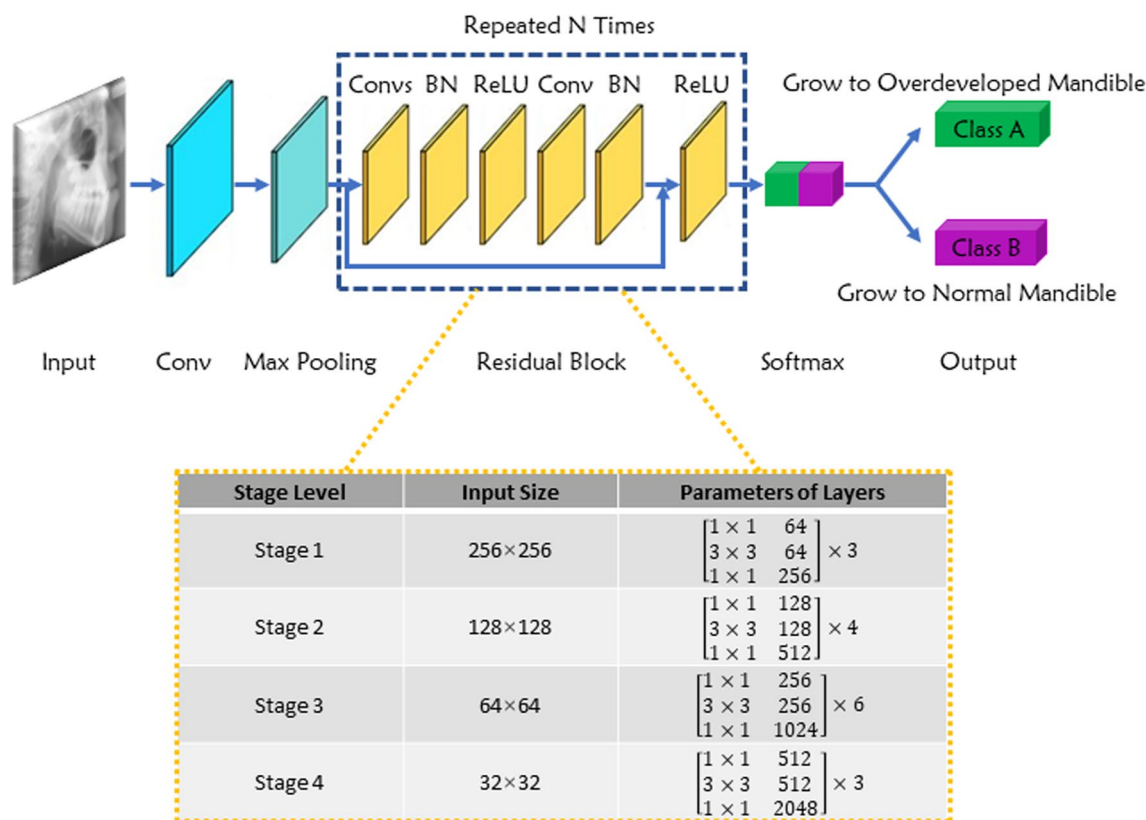 Repeated N Times
Convs BN ReLU Conv BN ReLU
Grow to Overdeveloped Mandible
Class A
Class B
Grow to Normal Mandible
Input Conv Max Pooling Residual Block Softmax Output
Stage Level Input Size Parameters of Layers
Stage 1 256×256 [1 × 1 64
3 × 3 64
1 × 1 256] × 3
Stage 2 128×128 [1 × 1 128
3 × 3 128
1 × 1 512] × 4
Stage 3 64×64 [1 × 1 256
3 × 3 256
1 × 1 1024] × 6
Stage 4 32×32 [1 × 1 512
3 × 3 512
1 × 1 2048] × 3